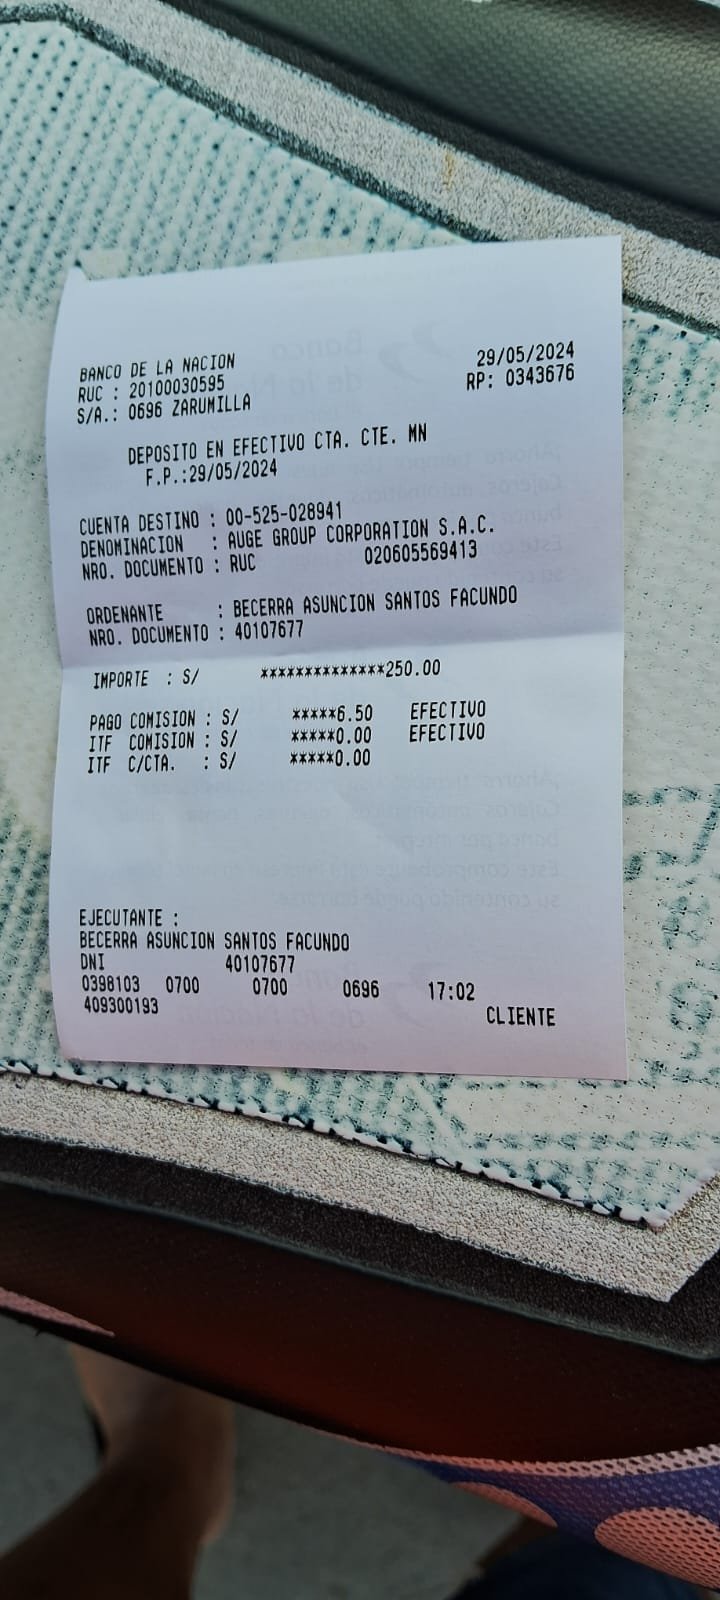 BANCO DE LA NACION 29/05/2024
RUC : 20100030595 RP: 0343676
S/A.: 0696 ZARUMILLA
DEPOSITO EN EFECTIVO CTA. CTE. MN
F.P.:29/05/2024
CUENTA DESTINO : 00-525-028941
DENOMINACION : AUGE GROUP CORPORATION S.A.C.
NRO. DOCUMENTO : RUC 020605569413
ORDENANTE : BECERRA ASUNCION SANTOS FACUNDO
NRO. DOCUMENTO : 40107677
IMPORTE : S/ **************250.00
PAGO COMISION : S/ *****6.50 EFECTIVO
ITF COMISION : S/ *****0.00 EFECTIVO
ITF C/CTA. : S/ *****0.00
EJECUTANTE :
BECERRA ASUNCION SANTOS FACUNDO
DNI 40107677
0398103 0700 0700 0696 17:02
409300193 CLIENTE